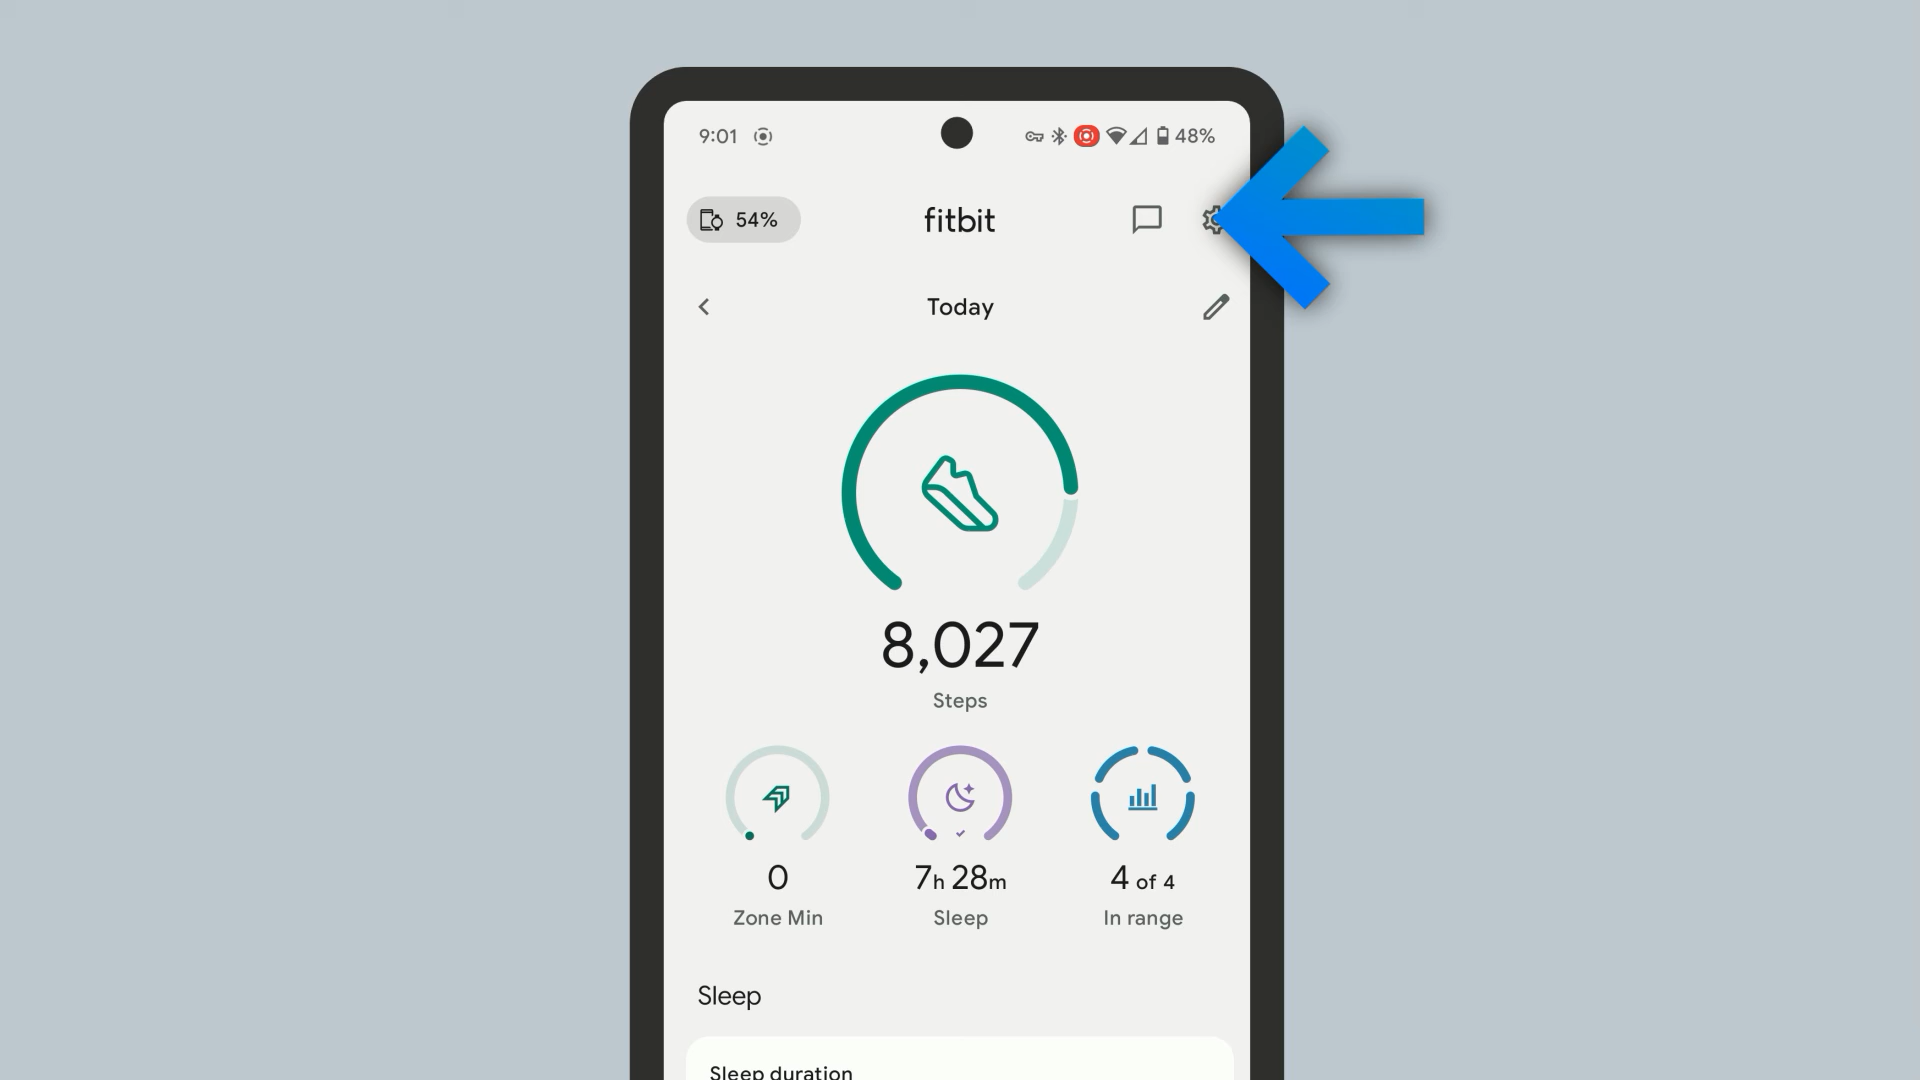 9:01 48%
54% fitbit
Today
8,027
Steps
0 7h 28m 4 of 4
Zone Min Sleep In range
Sleep
Sleep duration